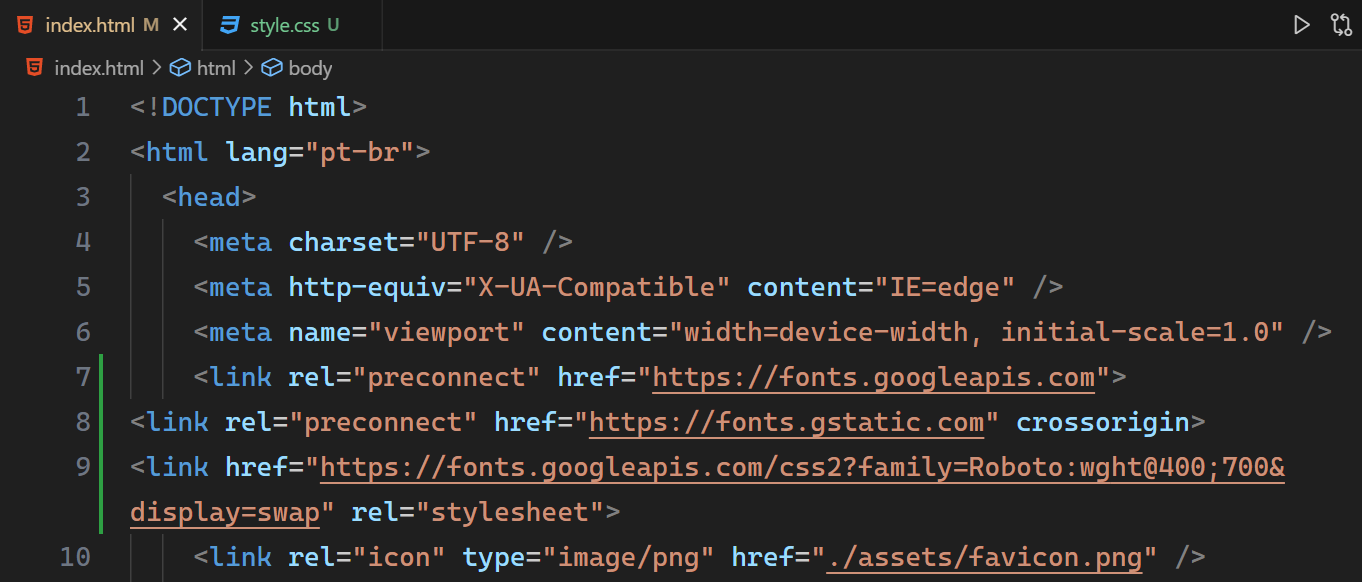 index.html M
style.css U
index.html > html > body
1 <!DOCTYPE html>
2 <html lang="pt-br">
3 <head>
4 <meta charset="UTF-8" />
5 <meta http-equiv="X-UA-Compatible" content="IE=edge" />
6 <meta name="viewport" content="width=device-width, initial-scale=1.0" />
7 <link rel="preconnect" href="https://fonts.googleapis.com">
8 <link rel="preconnect" href="https://fonts.gstatic.com" crossorigin>
9 <link href="https://fonts.googleapis.com/css2?family=Roboto:wght@400;700&
display=swap" rel="stylesheet">
10 <link rel="icon" type="image/png" href="./assets/favicon.png" />